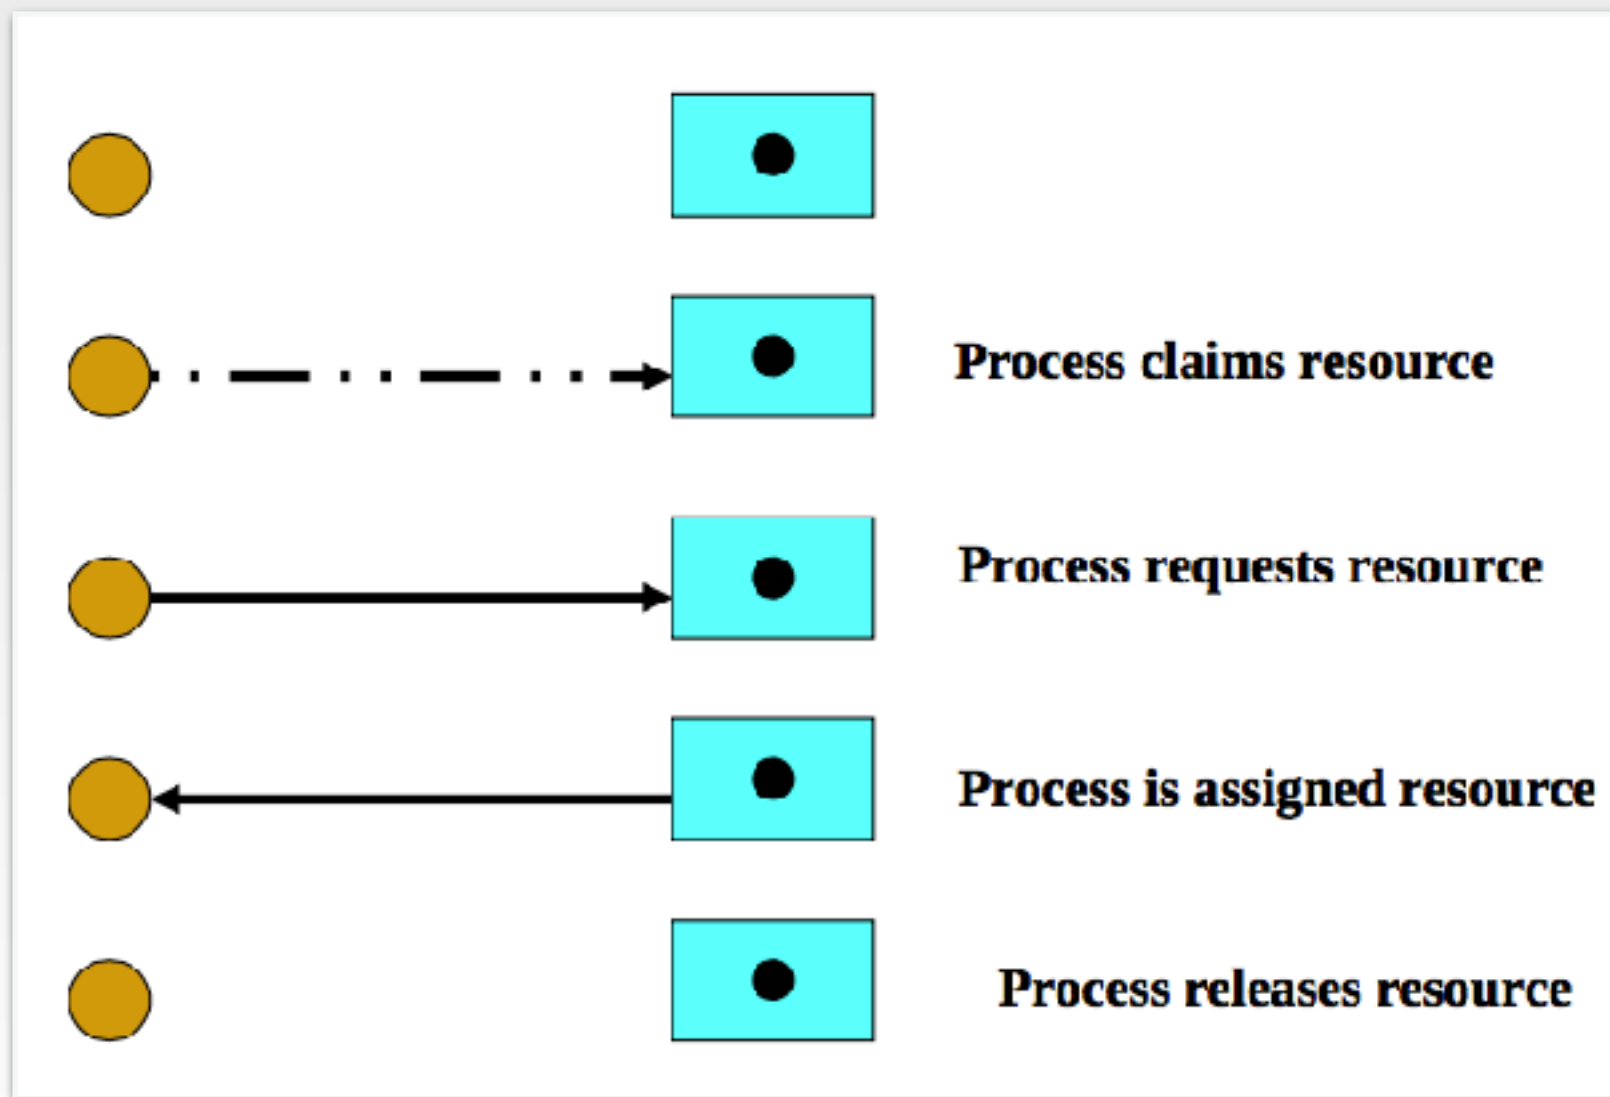 Process claims resource
Process requests resource
Process is assigned resource
Process releases resource